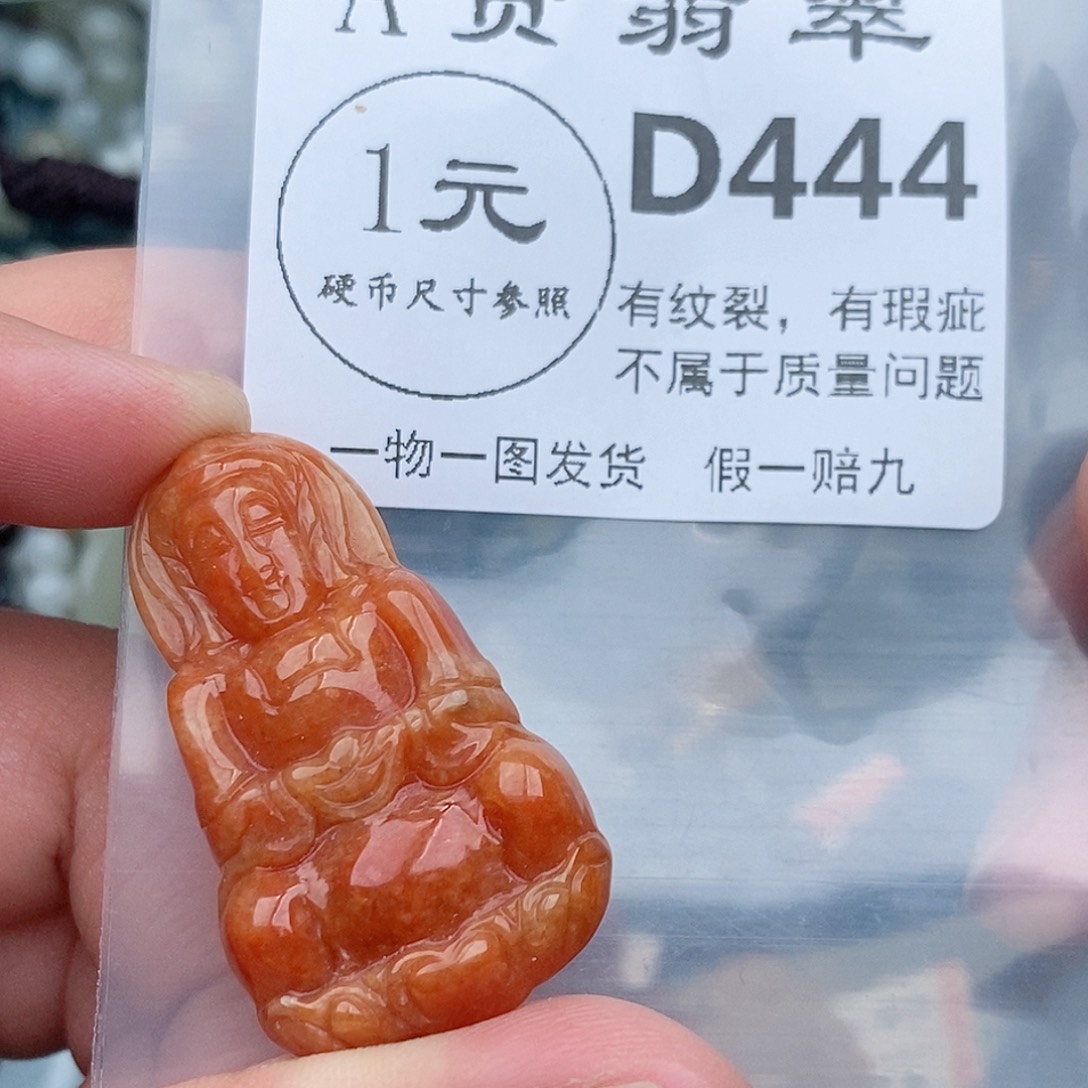 A货翡翠
1元
硬币尺寸参照
D444
有纹裂，有瑕疵
不属于质量问题
一物一图发货 假一赔九